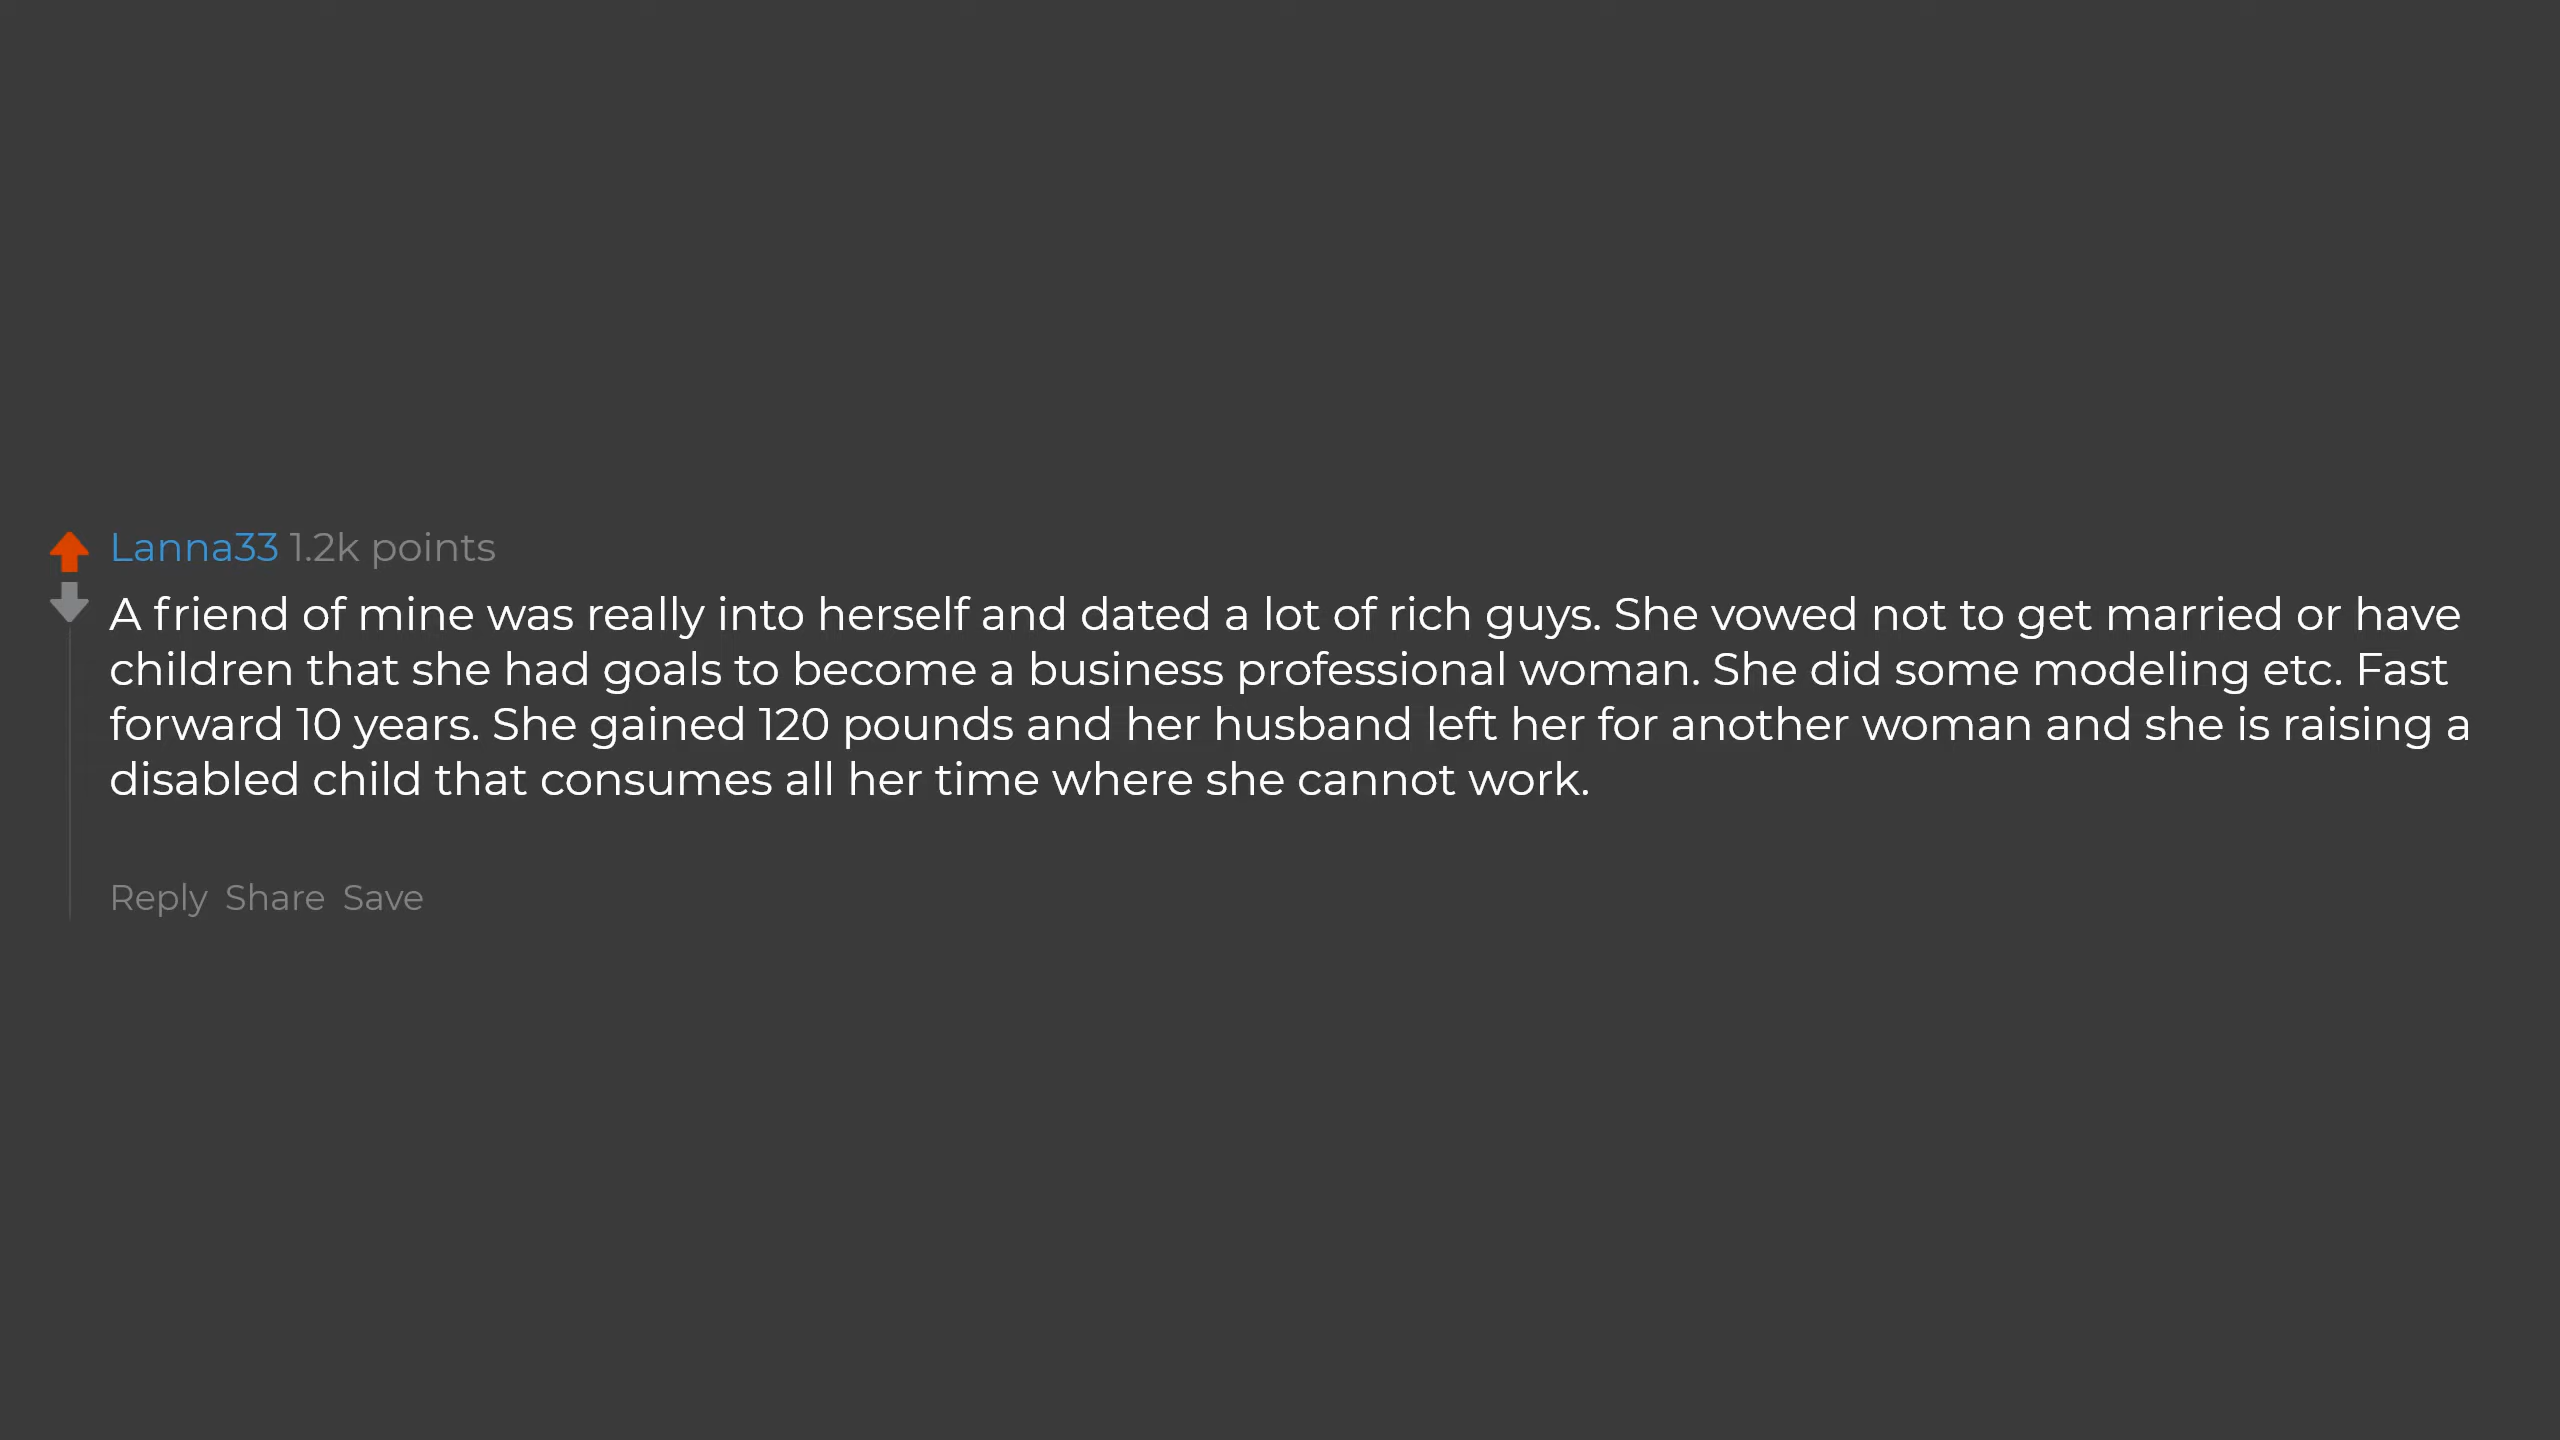 Lanna33 1.2k points
A friend of mine was really into herself and dated a lot of rich guys. She vowed not to get married or have
children that she had goals to become a business professional woman. She did some modeling etc. Fast
forward 10 years. She gained 120 pounds and her husband left her for another woman and she is raising a
disabled child that consumes all her time where she cannot work.
Reply Share Save